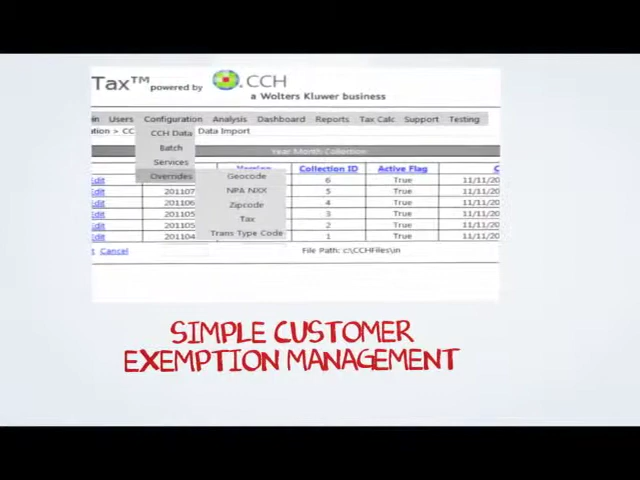 Tax™ powered by CCH
a Wolters Kluwer business
Users Configuration Analysis Dashboard Reports Tax Calc Support Testing
ation > CC Data Import
CCH Data
Batch
Services
Overrides
Geocode
NPA NXX
Zipcode
Tax
Trans Type Code
Year Month Collection
Version Collection ID Active Flag
Edit 6 True 11/11/20
Edit 201107 5 True 11/11/20
Edit 201106 4 True 11/11/20
Edit 201105 3 True 11/11/20
Edit 201105 2 True 11/11/20
Edit 201104 1 True 11/11/20
Cancel File Path: c:\CCHFiles\in
SIMPLE CUSTOMER
EXEMPTION MANAGEMENT